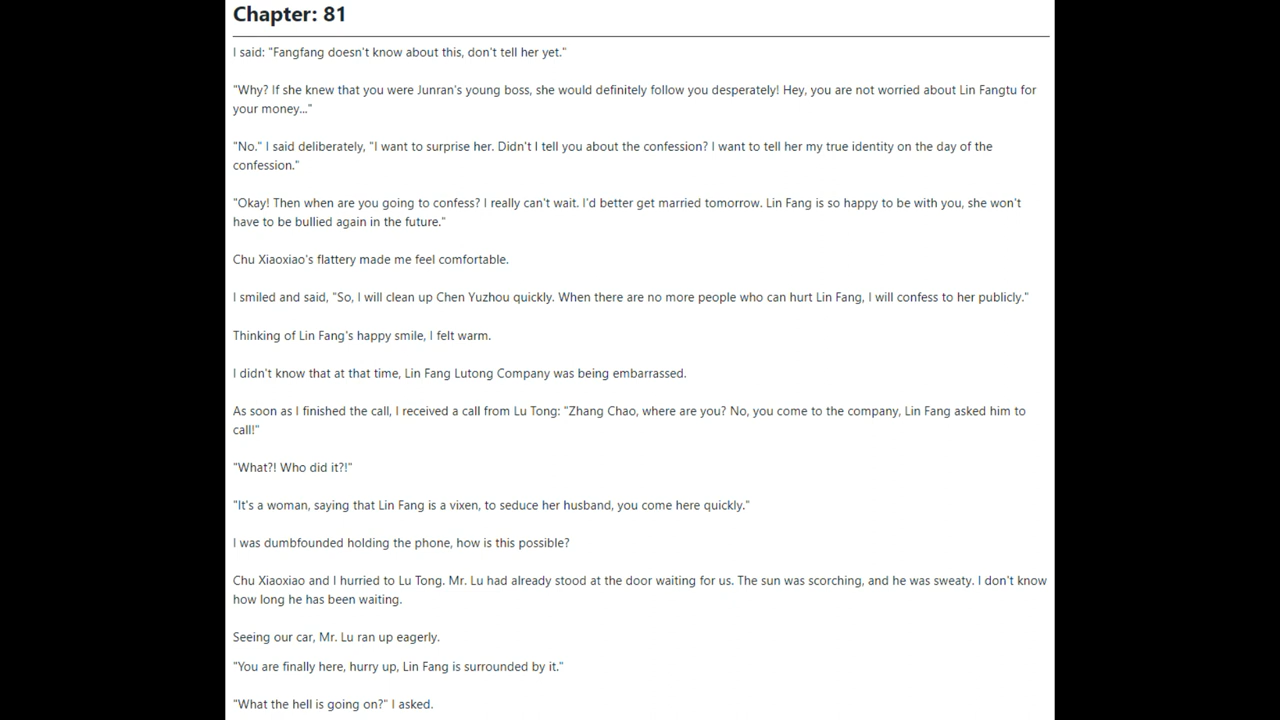 Chapter: 81
I said: "Fangfang doesn't know about this, don't tell her yet."
"Why? If she knew that you were Junran's young boss, she would definitely follow you desperately! Hey, you are not worried about Lin Fangtu for
your money..."
"No." I said deliberately, "I want to surprise her. Didn't I tell you about the confession? I want to tell her my true identity on the day of the
confession."
"Okay! Then when are you going to confess? I really can't wait. I'd better get married tomorrow. Lin Fang is so happy to be with you, she won't
have to be bullied again in the future."
Chu Xiaoxiao's flattery made me feel comfortable.
I smiled and said, "So, I will clean up Chen Yuzhou quickly. When there are no more people who can hurt Lin Fang, I will confess to her publicly."
Thinking of Lin Fang's happy smile, I felt warm.
I didn't know that at that time, Lin Fang Lutong Company was being embarrassed.
As soon as I finished the call, I received a call from Lu Tong: "Zhang Chao, where are you? No, you come to the company, Lin Fang asked him to
call!"
"What?! Who did it?!"
"It's a woman, saying that Lin Fang is a vixen, to seduce her husband, you come here quickly."
I was dumbfounded holding the phone, how is this possible?
Chu Xiaoxiao and I hurried to Lu Tong. Mr. Lu had already stood at the door waiting for us. The sun was scorching, and he was sweaty. I don't know
how long he has been waiting.
Seeing our car, Mr. Lu ran up eagerly.
"You are finally here, hurry up, Lin Fang is surrounded by it."
"What the hell is going on?" I asked.